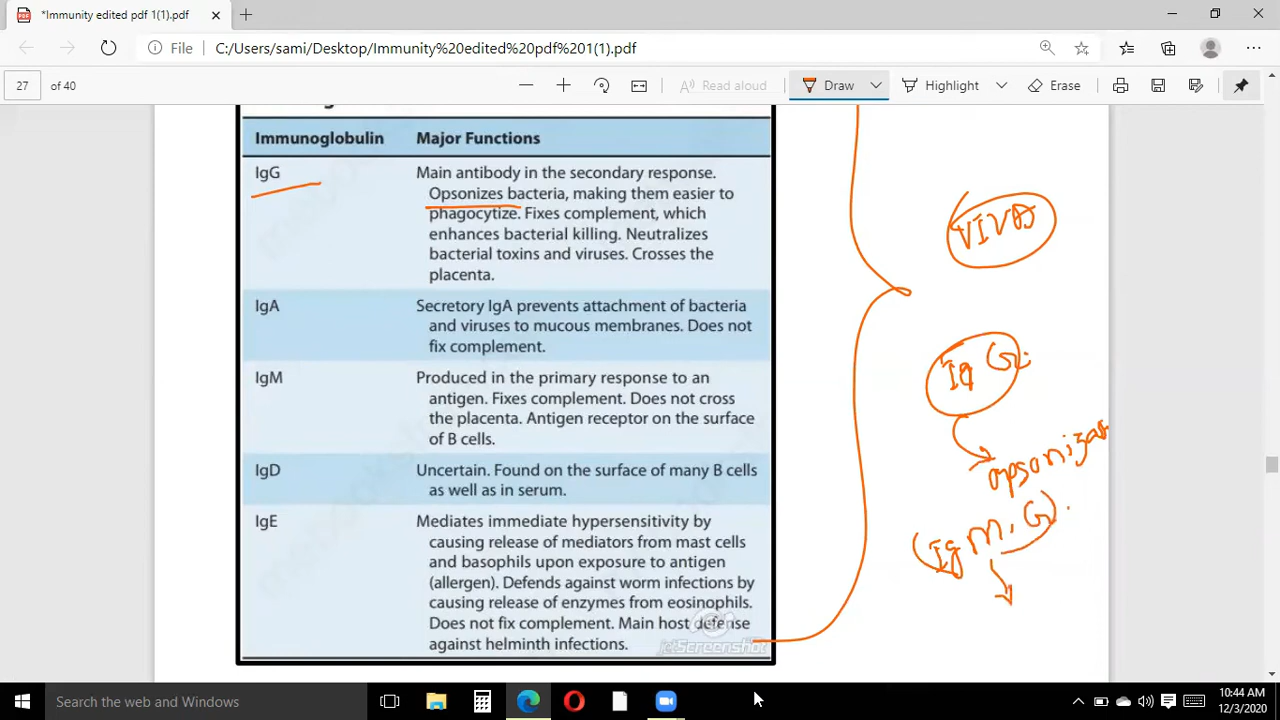 *Immunity edited pdf 1(1).pdf
File C:/Users/sami/Desktop/Immunity%20edited%20pdf%201(1).pdf
27 of 40 Read aloud Draw Highlight Erase
Immunoglobulin Major Functions
IgG Main antibody in the secondary response.
Opsonizes bacteria, making them easier to
phagocytize. Fixes complement, which
enhances bacterial killing. Neutralizes
bacterial toxins and viruses. Crosses the
placenta.
IgA Secretory IgA prevents attachment of bacteria
and viruses to mucous membranes. Does not
fix complement.
IgM Produced in the primary response to an
antigen. Fixes complement. Does not cross
the placenta. Antigen receptor on the surface
of B cells.
IgD Uncertain. Found on the surface of many B cells
as well as in serum.
IgE Mediates immediate hypersensitivity by
causing release of mediators from mast cells
and basophils upon exposure to antigen
(allergen). Defends against worm infections by
causing release of enzymes from eosinophils.
Does not fix complement. Main host defense
against helminth infections.
jetScreenshot
VIVA
Ig G
opsonizat
(Ig M, G)
Search the web and Windows
10:44 AM
12/3/2020